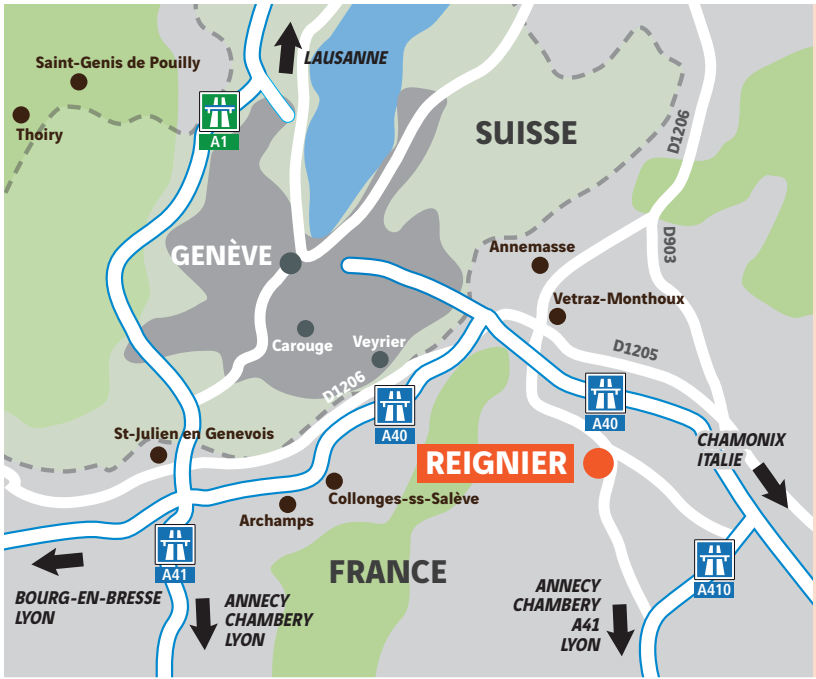 LAUSANNE
Saint-Genis de Pouilly
Thoiry
A1
SUISSE
D1206
GENÈVE
Annemasse
D903
Vetraz-Monthoux
Carouge
Veyrier
D1205
D1206
A40
A40
St-Julien en Genevois
CHAMONIX
ITALIE
REIGNIER
Collonges-ss-Salève
Archamps
A41
FRANCE
A410
BOURG-EN-BRESSE
LYON
ANNECY
CHAMBERY
LYON
ANNECY
CHAMBERY
A41
LYON